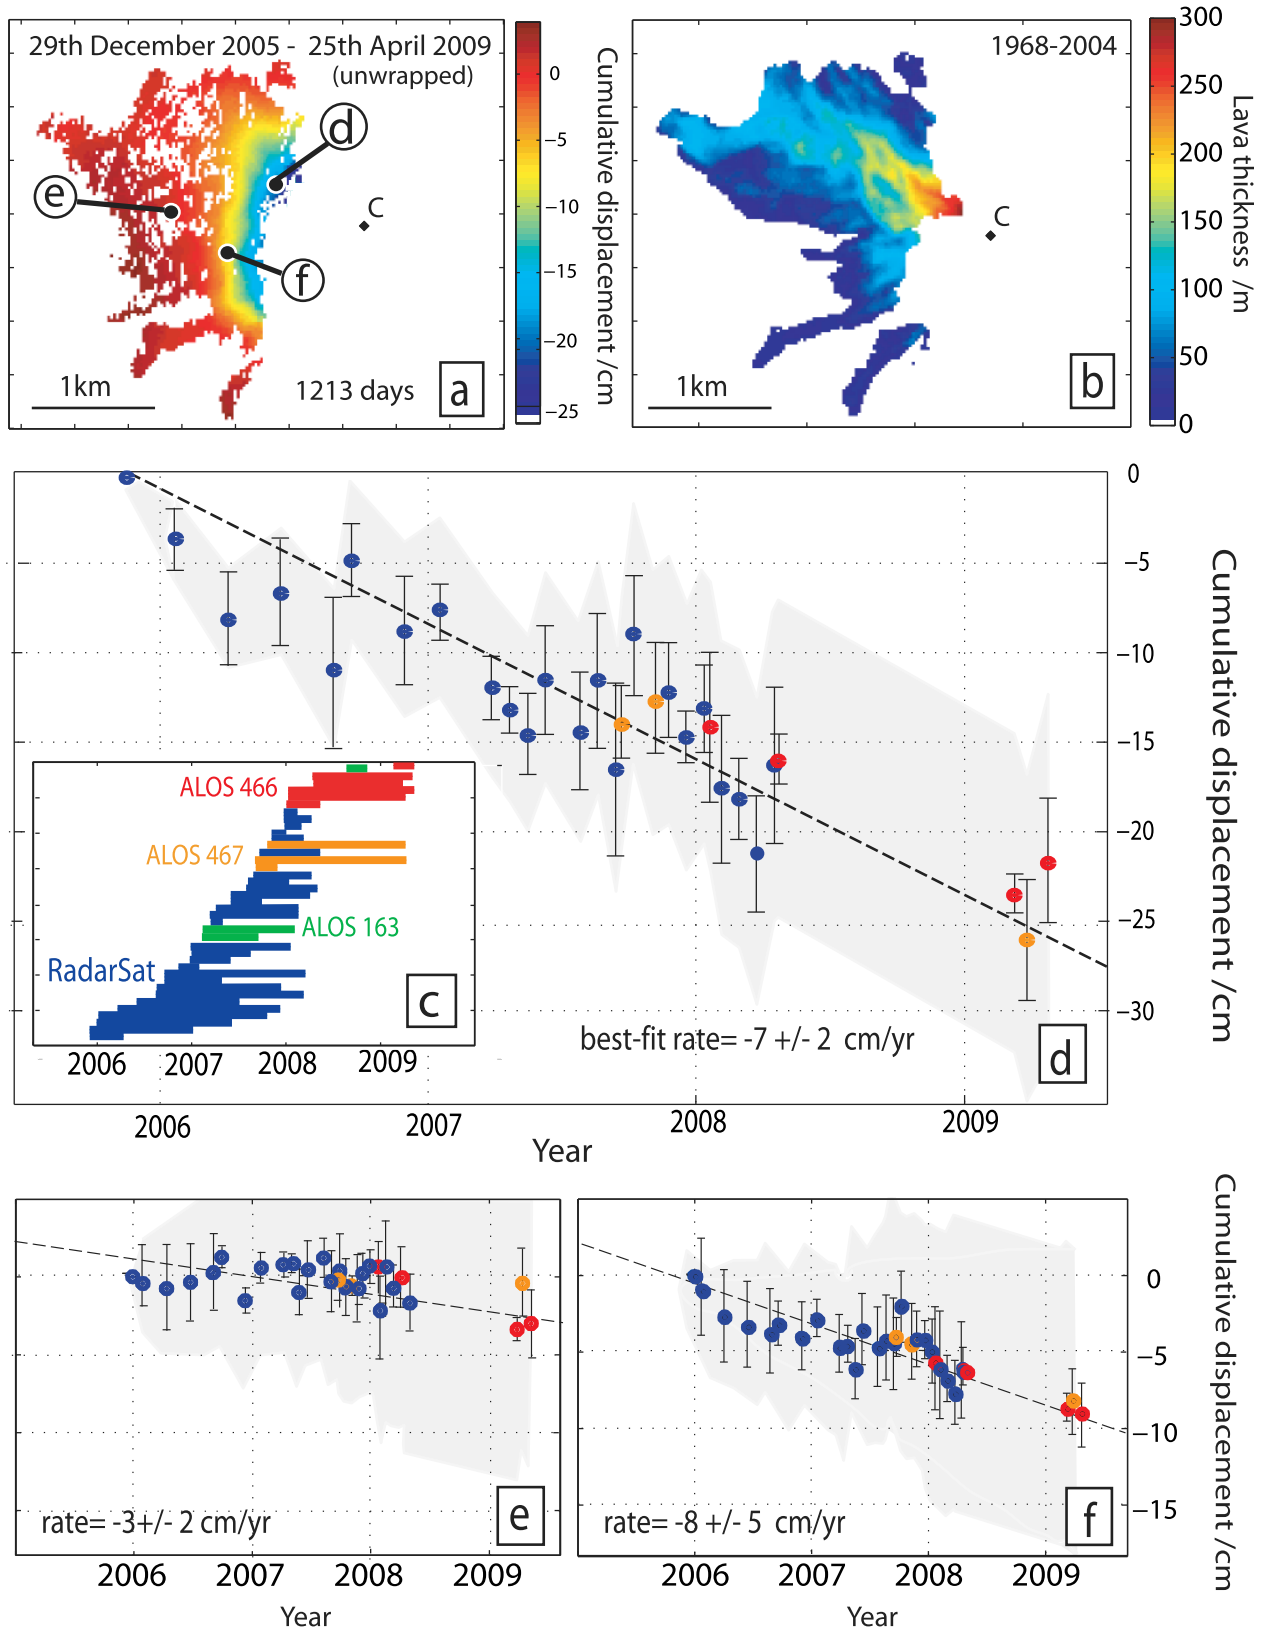 29th December 2005 - 25th April 2009
(unwrapped)
d
e
C
f
1km
1213 days
a
0
−5
−10
−15
−20
−25
Cumulative displacement /cm
1968-2004
C
1km
b
300
250
200
150
100
50
0
Lava thickness /m
0
−5
−10
−15
−20
−25
−30
Cumulative displacement /cm
ALOS 466
ALOS 467
ALOS 163
RadarSat
c
2006 2007 2008 2009
best-fit rate= -7 +/- 2 cm/yr
d
2006 2007 2008 2009
Year
rate= -3+/- 2 cm/yr
e
2006 2007 2008 2009
Year
rate= -8 +/- 5 cm/yr
f
2006 2007 2008 2009
Year
0
−5
−10
−15
Cumulative displacement /cm